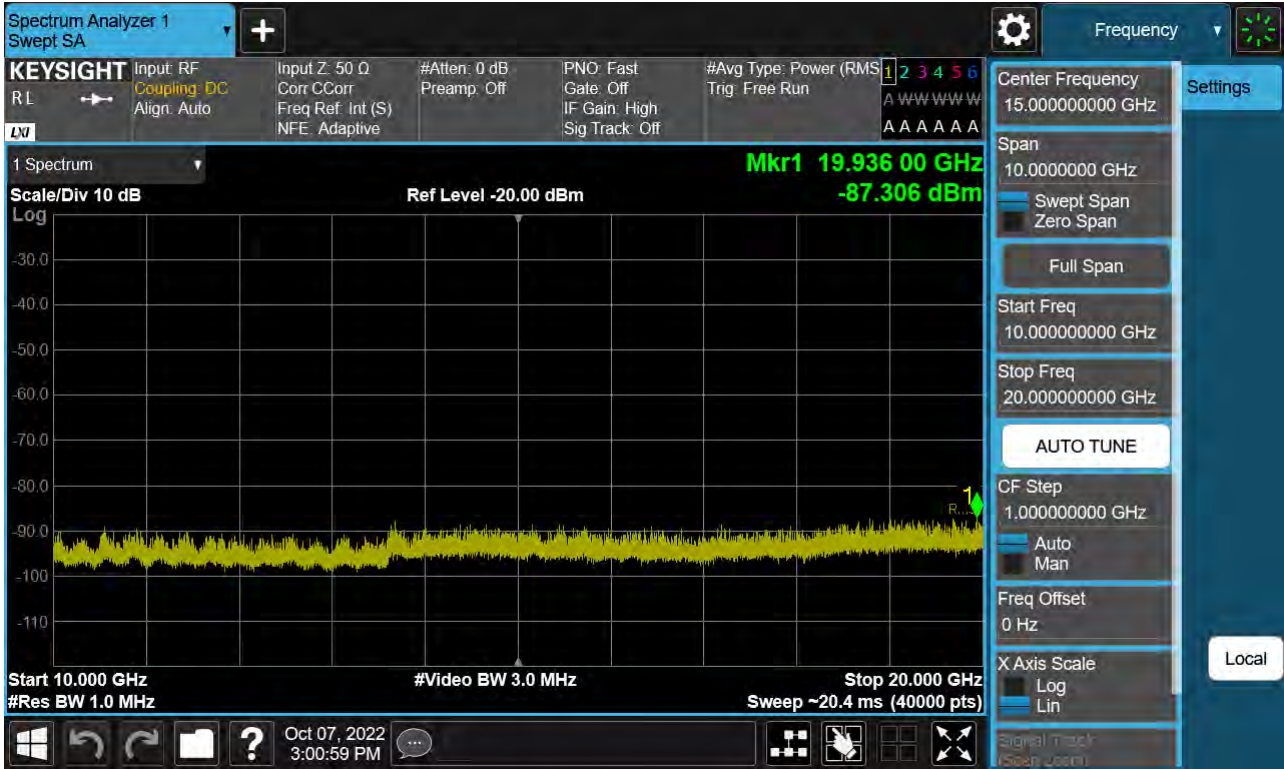 Spectrum Analyzer 1
Swept SA
+
Frequency
KEYSIGHT
RL
LXI
Input: RF
Coupling: DC
Align: Auto
Input Z: 50 Ω
Corr CCorr
Freq Ref: Int (S)
NFE: Adaptive
#Atten: 0 dB
Preamp: Off
PNO: Fast
Gate: Off
IF Gain: High
Sig Track: Off
#Avg Type: Power (RMS
Trig: Free Run
1 2 3 4 5 6
A W W W W W
A A A A A A
1 Spectrum
Scale/Div 10 dB
Log
Ref Level -20.00 dBm
Mkr1 19.936 00 GHz
-87.306 dBm
-30.0
-40.0
-50.0
-60.0
-70.0
-80.0
-90.0
-100
-110
1
Start 10.000 GHz
#Res BW 1.0 MHz
#Video BW 3.0 MHz
Stop 20.000 GHz
Sweep ~20.4 ms (40000 pts)
Center Frequency
15.000000000 GHz
Span
10.0000000 GHz
Swept Span
Zero Span
Full Span
Start Freq
10.000000000 GHz
Stop Freq
20.000000000 GHz
AUTO TUNE
CF Step
1.000000000 GHz
Auto
Man
Freq Offset
0 Hz
X Axis Scale
Log
Lin
Signal Track
(Span Zoom)
Settings
Local
?
Oct 07, 2022
3:00:59 PM